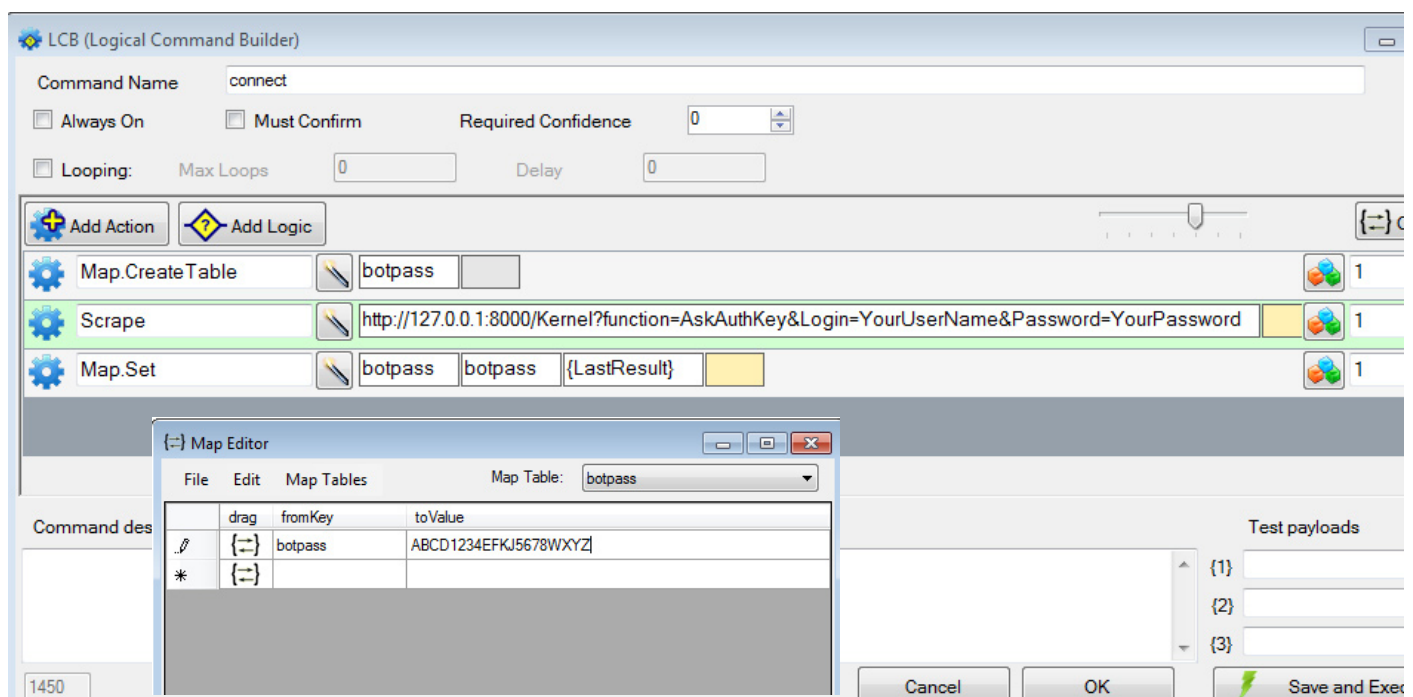 LCB (Logical Command Builder)
Command Name connect
Always On Must Confirm Required Confidence 0
Looping: Max Loops 0 Delay 0
Add Action Add Logic
Map.CreateTable botpass 1
Scrape http://127.0.0.1:8000/Kernel?function=AskAuthKey&Login=YourUserName&Password=YourPassword 1
Map.Set botpass botpass {LastResult} 1
Map Editor
File Edit Map Tables Map Table: botpass
drag fromKey toValue
botpass ABCD1234EFKJ5678WXYZ
Command des
Test payloads
{1}
{2}
{3}
1450 Cancel OK Save and Exec